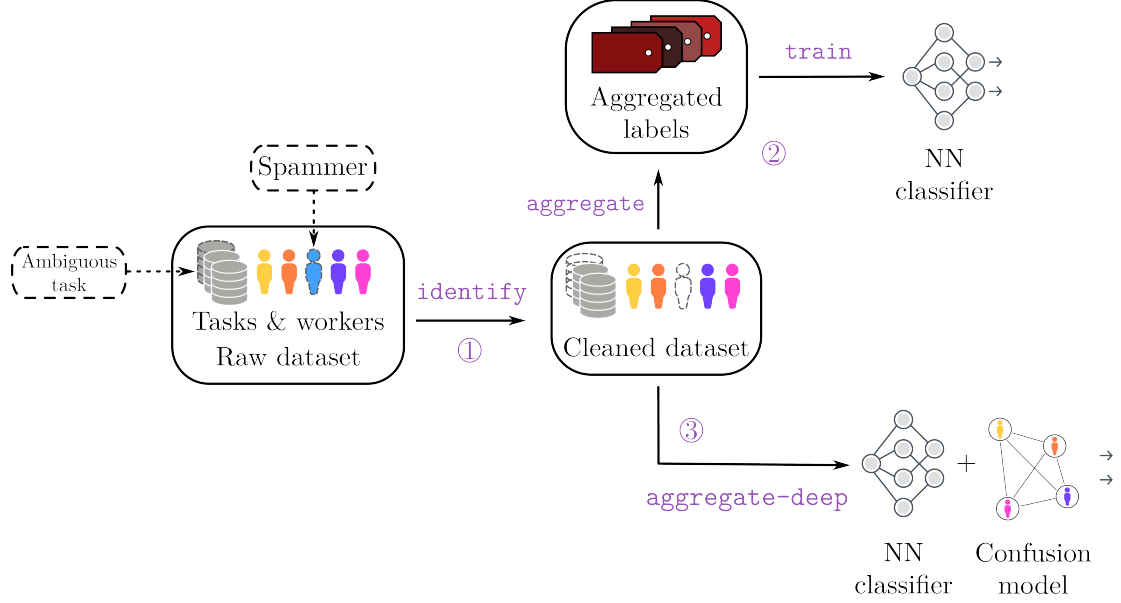 Aggregated
labels
train
②
NN
classifier
Spammer
aggregate
Ambiguous
task
Tasks & workers
Raw dataset
identify
①
Cleaned dataset
③
aggregate-deep
+
NN
classifier
Confusion
model